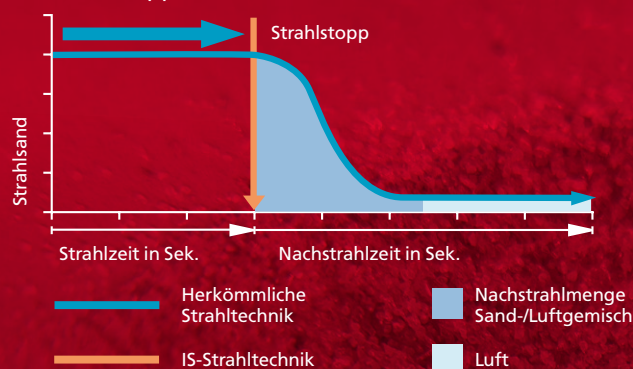 Strahlstopp
Strahlsand
Strahlzeit in Sek.
Nachstrahlzeit in Sek.
Herkömmliche
Strahltechnik
Nachstrahlmenge
Sand-/Luftgemisch
IS-Strahltechnik
Luft